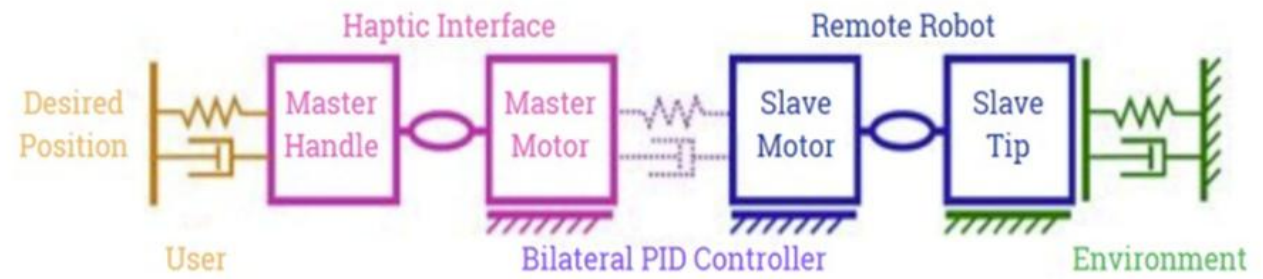 Haptic Interface
Remote Robot
Desired
Position
Master
Handle
Master
Motor
Slave
Motor
Slave
Tip
User
Bilateral PID Controller
Environment